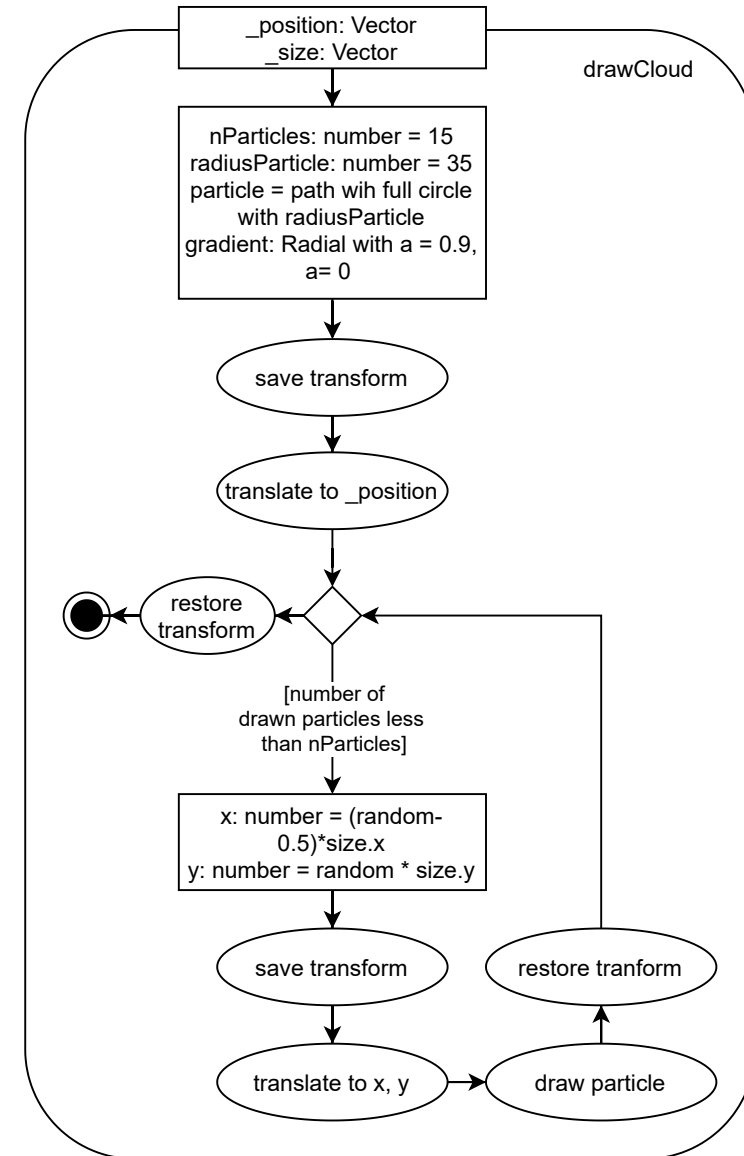 _position: Vector
_size: Vector
drawCloud
nParticles: number = 15
radiusParticle: number = 35
particle = path wih full circle
with radiusParticle
gradient: Radial with a = 0.9,
a= 0
save transform
translate to _position
restore
transform
[number of
drawn particles less
than nParticles]
x: number = (random-
0.5)*size.x
y: number = random * size.y
save transform
restore tranform
translate to x, y
draw particle